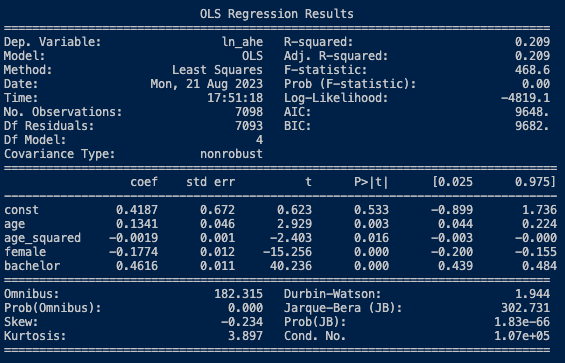 OLS Regression Results
==============================================================================
Dep. Variable:                 ln_ahe   R-squared:                       0.209
Model:                            OLS   Adj. R-squared:                  0.209
Method:                 Least Squares   F-statistic:                     468.6
Date:                Mon, 21 Aug 2023   Prob (F-statistic):               0.00
Time:                        17:51:18   Log-Likelihood:                -4819.1
No. Observations:                7098   AIC:                             9648.
Df Residuals:                    7093   BIC:                             9682.
Df Model:                           4
Covariance Type:            nonrobust
==============================================================================
coef    std err          t      P>|t|      [0.025      0.975]
------------------------------------------------------------------------------
const          0.4187      0.672      0.623      0.533      -0.899       1.736
age            0.1341      0.046      2.929      0.003       0.044       0.224
age_squared   -0.0019      0.001     -2.403      0.016      -0.003      -0.000
female        -0.1774      0.012    -15.256      0.000      -0.200      -0.155
bachelor       0.4616      0.011     40.236      0.000       0.439       0.484
==============================================================================
Omnibus:                      182.315   Durbin-Watson:                   1.944
Prob(Omnibus):                  0.000   Jarque-Bera (JB):              302.731
Skew:                          -0.234   Prob(JB):                     1.83e-66
Kurtosis:                       3.897   Cond. No.                     1.07e+05
==============================================================================